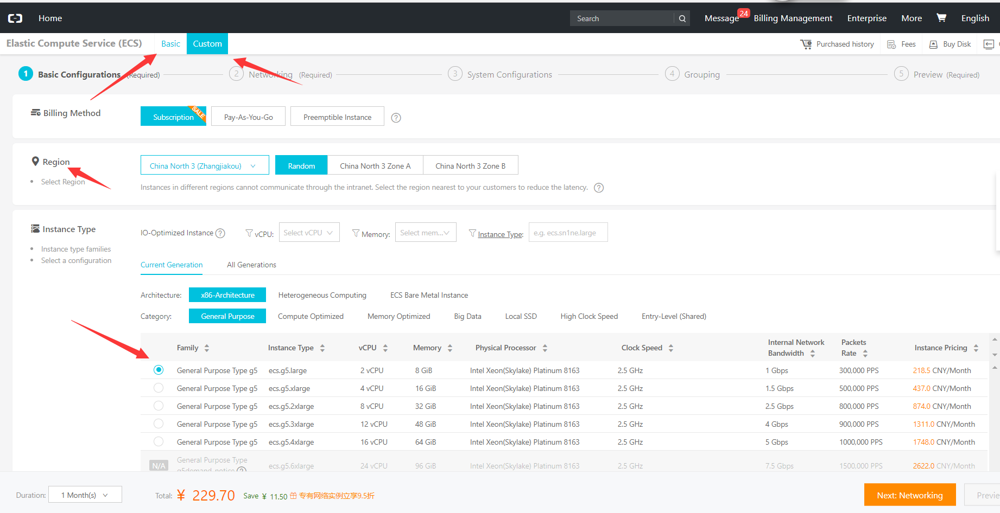 Home
Search
Message 24
Billing Management
Enterprise
More
English
Elastic Compute Service (ECS)
Basic
Custom
Purchased history
Fees
Buy Disk
1 Basic Configurations (Required)
2 Networking (Required)
3 System Configurations
4 Grouping
5 Preview (Required)
Billing Method
Subscription
SALE
Pay-As-You-Go
Preemptible Instance
?
Region
Select Region
China North 3 (Zhangjiakou)
Random
China North 3 Zone A
China North 3 Zone B
Instances in different regions cannot communicate through the intranet. Select the region nearest to your customers to reduce the latency. ?
Instance Type
Instance type families
Select a configuration
IO-Optimized Instance ?
vCPU: Select vCPU
Memory: Select mem...
Instance Type: e.g. ecs.sn1ne.large
Current Generation
All Generations
Architecture: x86-Architecture Heterogeneous Computing ECS Bare Metal Instance
Category: General Purpose Compute Optimized Memory Optimized Big Data Local SSD High Clock Speed Entry-Level (Shared)
Family Instance Type vCPU Memory Physical Processor Clock Speed Internal Network Bandwidth Packets Rate Instance Pricing
General Purpose Type g5 ecs.g5.large 2 vCPU 8 GiB Intel Xeon(Skylake) Platinum 8163 2.5 GHz 1 Gbps 300,000 PPS 218.5 CNY/Month
General Purpose Type g5 ecs.g5.xlarge 4 vCPU 16 GiB Intel Xeon(Skylake) Platinum 8163 2.5 GHz 1.5 Gbps 500,000 PPS 437.0 CNY/Month
General Purpose Type g5 ecs.g5.2xlarge 8 vCPU 32 GiB Intel Xeon(Skylake) Platinum 8163 2.5 GHz 2.5 Gbps 800,000 PPS 874.0 CNY/Month
General Purpose Type g5 ecs.g5.3xlarge 12 vCPU 48 GiB Intel Xeon(Skylake) Platinum 8163 2.5 GHz 4 Gbps 900,000 PPS 1311.0 CNY/Month
General Purpose Type g5 ecs.g5.4xlarge 16 vCPU 64 GiB Intel Xeon(Skylake) Platinum 8163 2.5 GHz 5 Gbps 1000,000 PPS 1748.0 CNY/Month
N/A General Purpose Type g5demand_notice ? ecs.g5.6xlarge 24 vCPU 96 GiB Intel Xeon(Skylake) Platinum 8163 2.5 GHz 7.5 Gbps 1500,000 PPS 2622.0 CNY/Month
Duration: 1 Month(s)
Total: ¥ 229.70 Save ¥ 11.50 专有网络实例立享9.5折
Next: Networking
Previe